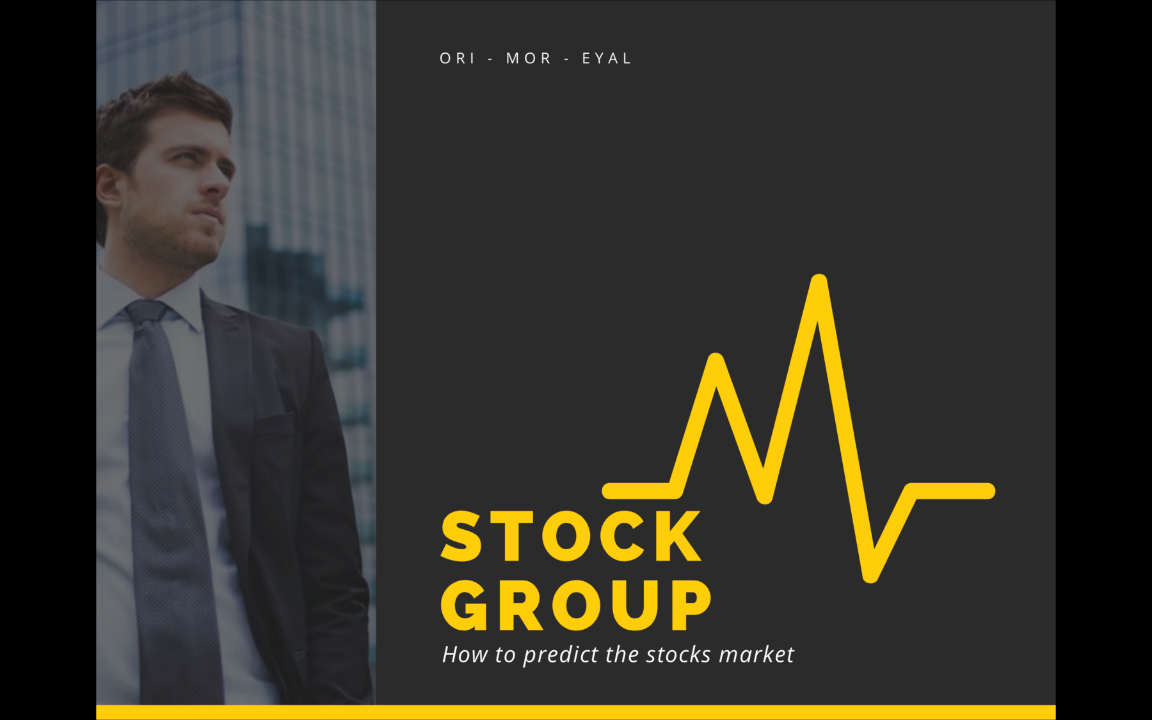 ORI - MOR - EYAL
STOCK
GROUP
How to predict the stocks market